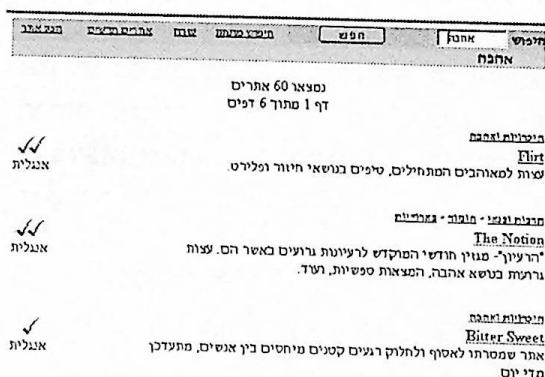 חיפוש אהבה חפש חיפוש מתקדם עזרה אתרים חדשים הוסף אתר
אהבה
נמצאו 60 אתרים
דף 1 מתוך 6 דפים
היכרויות ואהבה
Flirt
עצות למאוהבים המתחילים, טיפים בנושאי חיזור ופלירט.
אנגלית
תרבות ופנאי - הומור - פארודיות
The Notion
"הרעיון"- מגזין חודשי המוקדש לרעיונות גרועים באשר הם. עצות
גרועות בנושא אהבה, המצאות טפשיות, ועוד.
אנגלית
היכרויות ואהבה
Bitter Sweet
אתר שמטרתו לאסוף ולחלוק רגעים קטנים מיחסים בין אנשים, מתעדכן
מדי יום
אנגלית